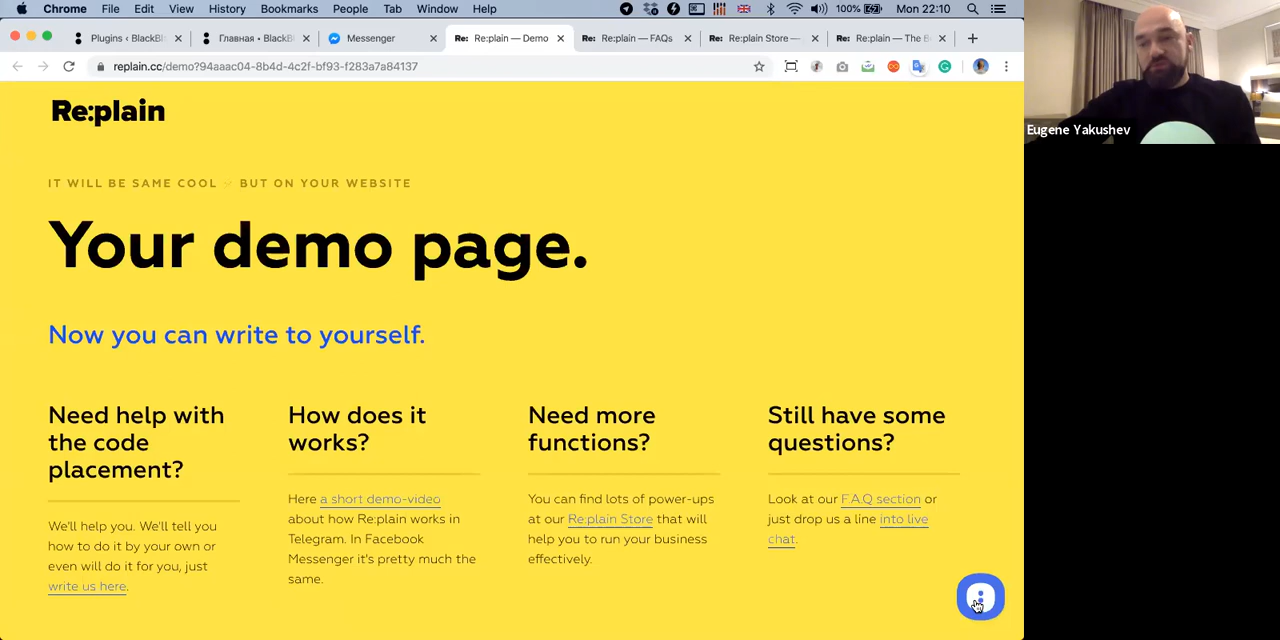 Chrome File Edit View History Bookmarks People Tab Window Help
100%
Mon 22:10
Plugins ‹ BlackBl
Главная ‹ BlackBl
Messenger
Re: Re:plain — Demo
Re: Re:plain — FAQs
Re: Re:plain Store —
Re: Re:plain — The B
replain.cc/demo?94aaac04-8b4d-4c2f-bf93-f283a7a84137
Eugene Yakushev
Re:plain
IT WILL BE SAME COOL BUT ON YOUR WEBSITE
Your demo page.
Now you can write to yourself.
Need help with
the code
placement?
We'll help you. We'll tell you
how to do it by your own or
even will do it for you, just
write us here.
How does it
works?
Here a short demo-video
about how Re:plain works in
Telegram. In Facebook
Messenger it's pretty much the
same.
Need more
functions?
You can find lots of power-ups
at our Re:plain Store that will
help you to run your business
effectively.
Still have some
questions?
Look at our F.A.Q section or
just drop us a line into live
chat.